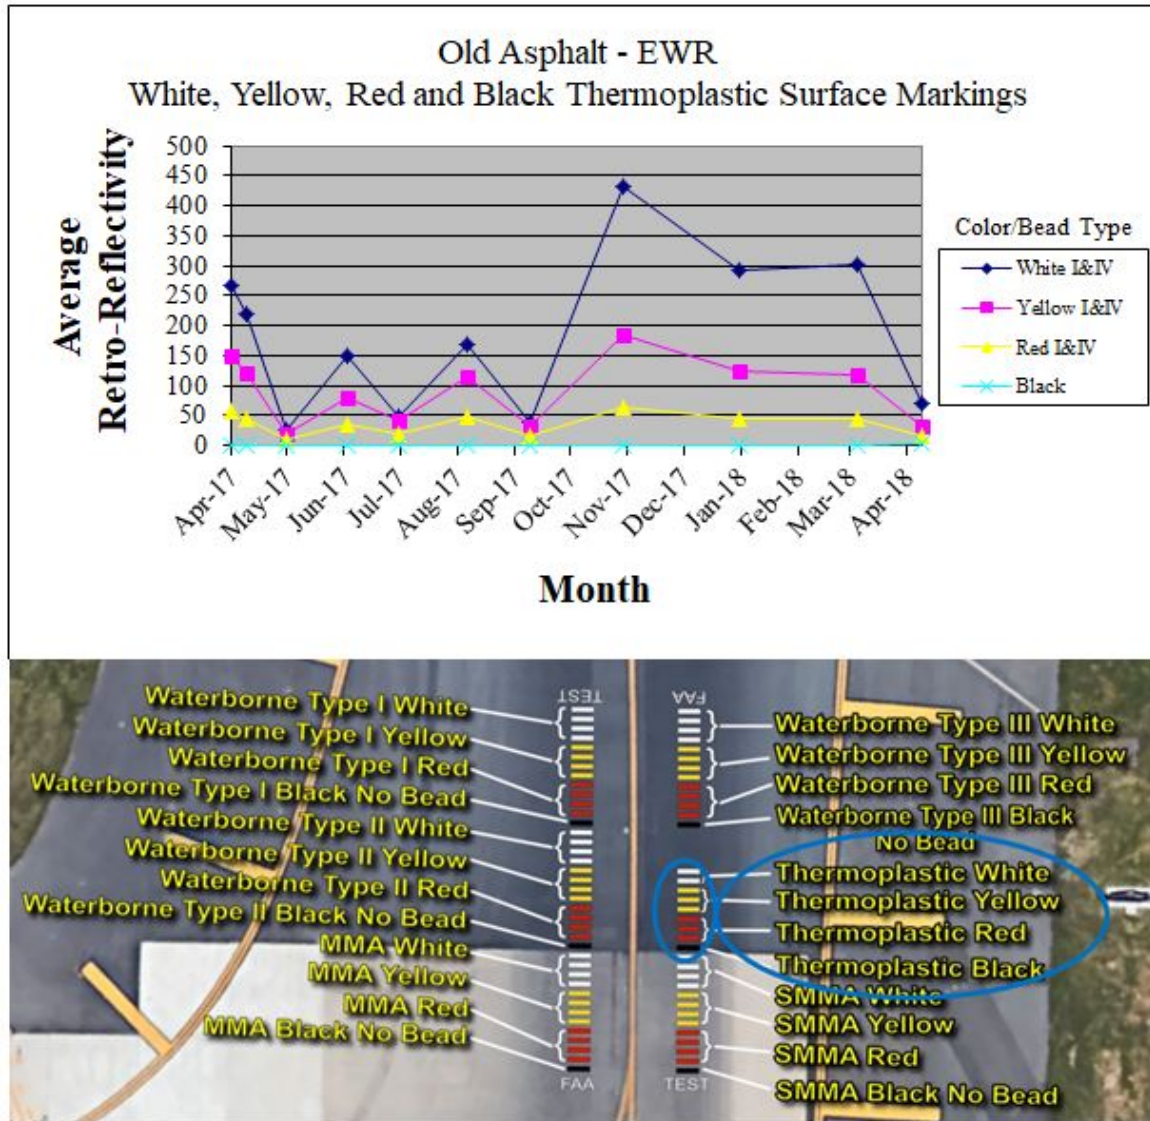 Old Asphalt - EWR
White, Yellow, Red and Black Thermoplastic Surface Markings
Average
Retro-Reflectivity
500
450
400
350
300
250
200
150
100
50
0
Apr-17
May-17
Jun-17
Jul-17
Aug-17
Sep-17
Oct-17
Nov-17
Dec-17
Jan-18
Feb-18
Mar-18
Apr-18
Month
Color/Bead Type
White I&IV
Yellow I&IV
Red I&IV
Black
TEST
FAA
Waterborne Type I White
Waterborne Type I Yellow
Waterborne Type I Red
Waterborne Type I Black No Bead
Waterborne Type II White
Waterborne Type II Yellow
Waterborne Type II Red
Waterborne Type II Black No Bead
MMA White
MMA Yellow
MMA Red
MMA Black No Bead
Waterborne Type III White
Waterborne Type III Yellow
Waterborne Type III Red
Waterborne Type III Black
No Bead
Thermoplastic White
Thermoplastic Yellow
Thermoplastic Red
Thermoplastic Black
SMMA White
SMMA Yellow
SMMA Red
SMMA Black No Bead
FAA
TEST